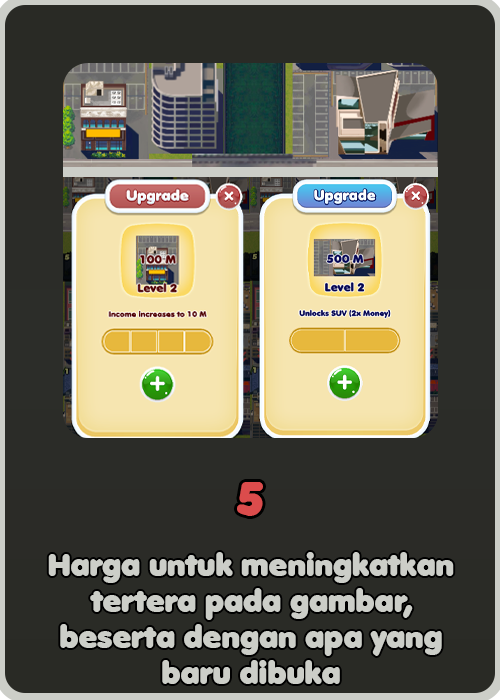 Upgrade
100 M
Level 2
Income increases to 10 M
Upgrade
500 M
Level 2
Unlocks SUV (2x Money)
5
Harga untuk meningkatkan
tertera pada gambar,
beserta dengan apa yang
baru dibuka